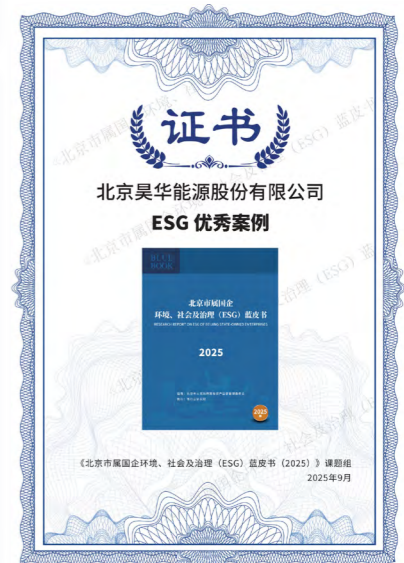 证书
北京昊华能源股份有限公司
ESG 优秀案例
BLUE
BOOK
北京市属国企
环境、社会及治理（ESG）蓝皮书
2025
2025
《北京市属国企环境、社会及治理（ESG）蓝皮书（2025）》课题组
2025年9月